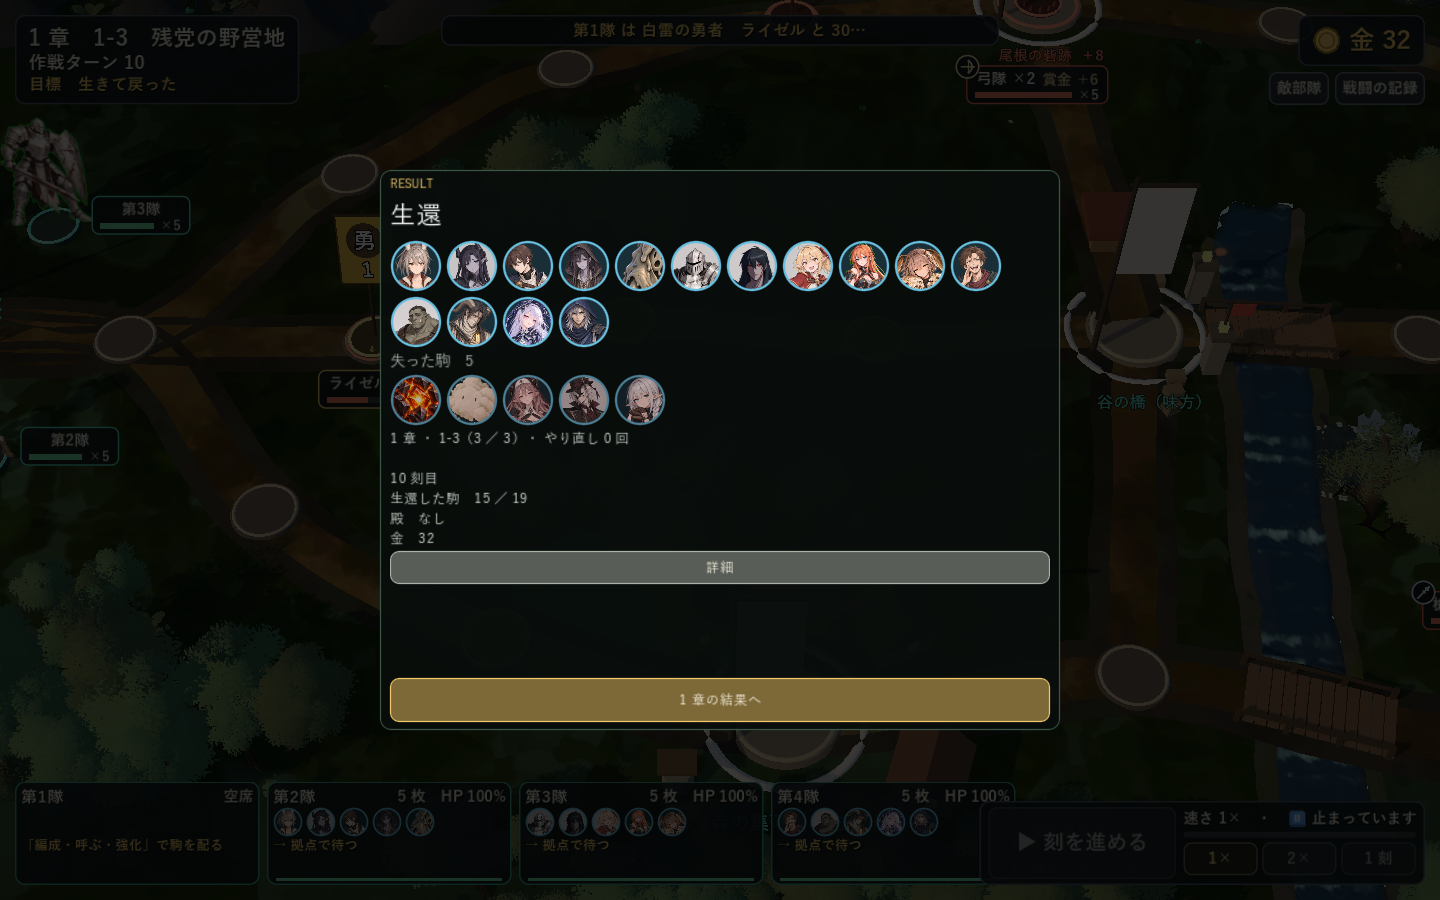 1 章　1-3　残党の野営地
作戦ターン 10
目標　生きて戻った
第1隊 は 白雷の勇者　ライゼル と 30…
金 32
敵部隊
戦闘の記録
尾根の砦跡 +8
弓隊 ×2 賞金 +6
×5
第3隊
×5
勇
1
ライゼル
第2隊
×5
谷の橋（味方）
RESULT
生還
失った駒　5
1 章 ・ 1-3（3 ／ 3） ・ やり直し 0 回
10 刻目
生還した駒　15 ／ 19
殿　なし
金　32
詳細
1 章の結果へ
第1隊　空席
「編成・呼ぶ・強化」で駒を配る
第2隊　5 枚　HP 100%
→ 拠点で待つ
第3隊　5 枚　HP 100%
→ 拠点で待つ
第4隊　5 枚　HP 100%
→ 拠点で待つ
▶ 刻を進める
速さ 1×　・　⏸ 止まっています
1×
2×
1 刻